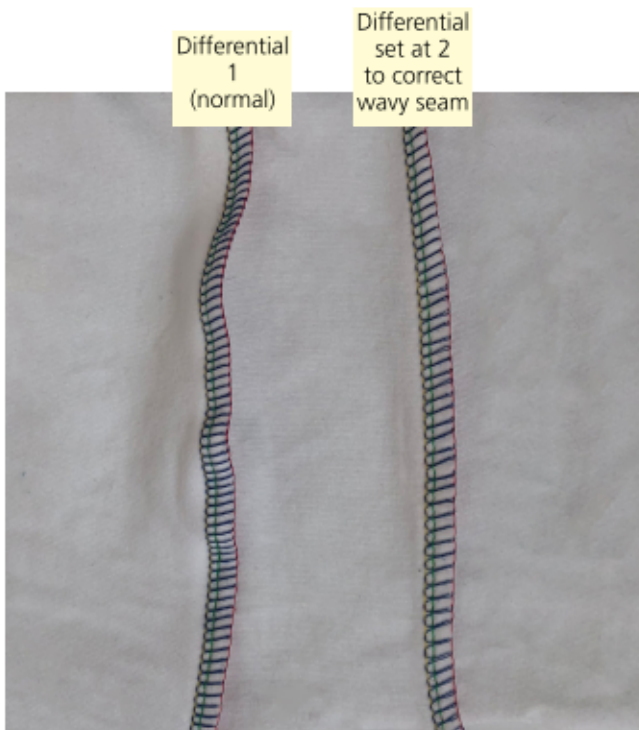 Differential
1
(normal)
Differential
set at 2
to correct
wavy seam